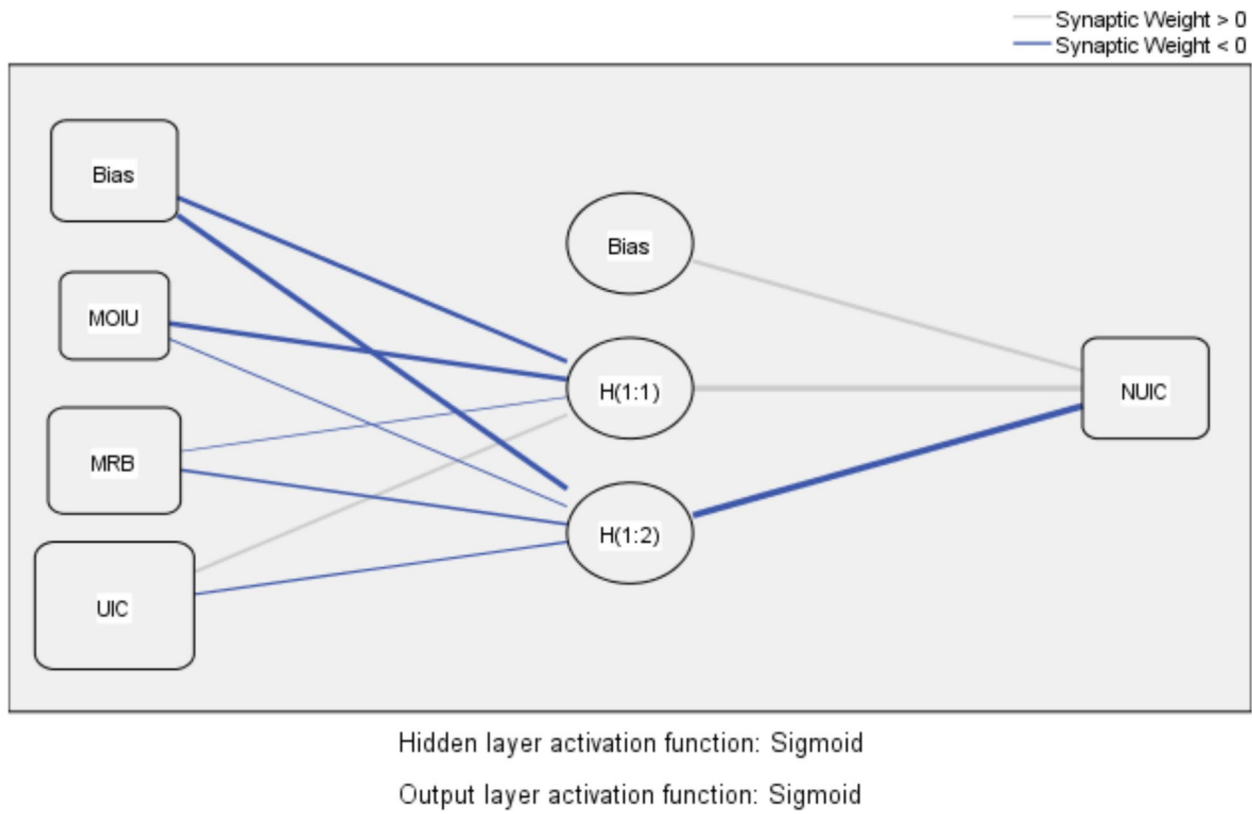 Synaptic Weight > 0
Synaptic Weight < 0
Bias
MOIU
MRB
UIC
Bias
H(1:1)
H(1:2)
NUIC
Hidden layer activation function: Sigmoid
Output layer activation function: Sigmoid